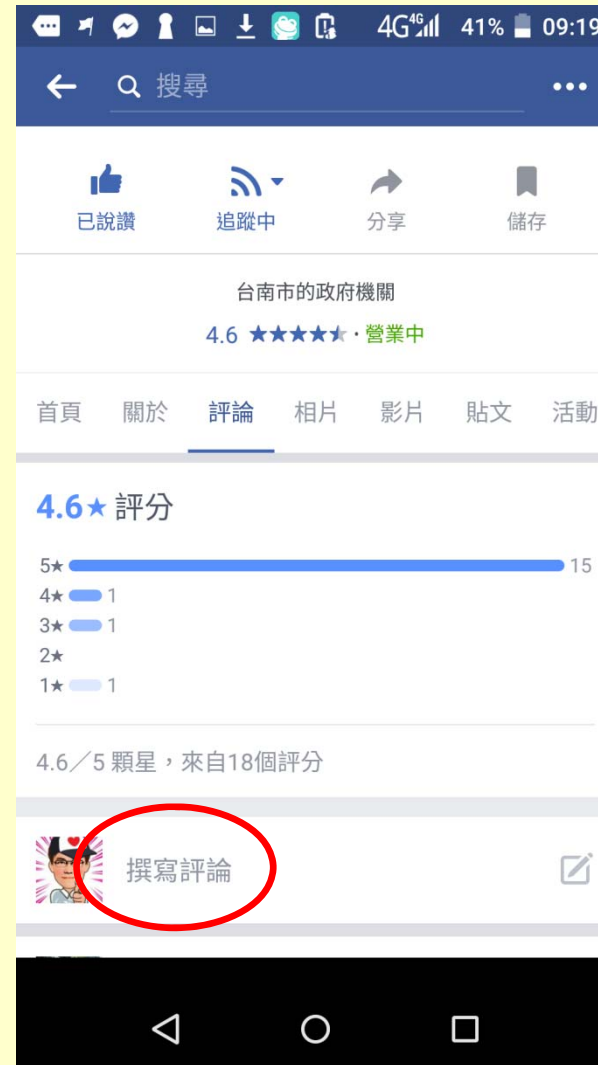 4G 4G 41% 09:19
搜尋
已說讚 追蹤中 分享 儲存
台南市的政府機關
4.6 ★★★★★ · 營業中
首頁 關於 評論 相片 影片 貼文 活動
4.6★ 評分
5★ 15
4★ 1
3★ 1
2★
1★ 1
4.6／5 顆星，來自18個評分
撰寫評論